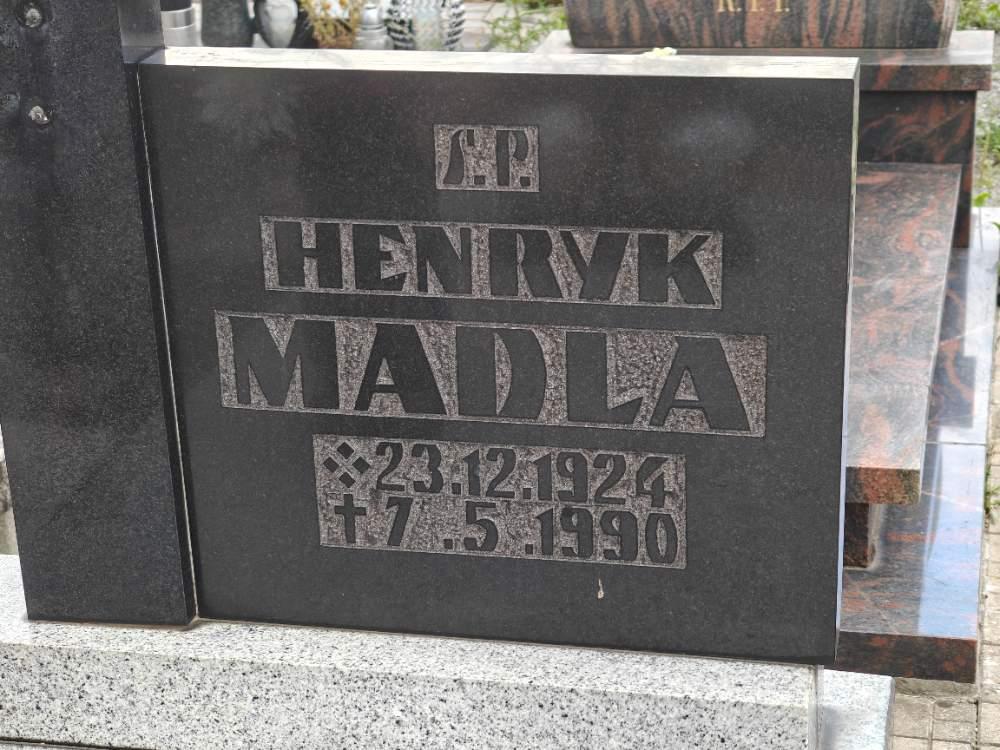 R.I.P.
Ś.P.
HENRYK
MADLA
23.12.1924
7.5.1990